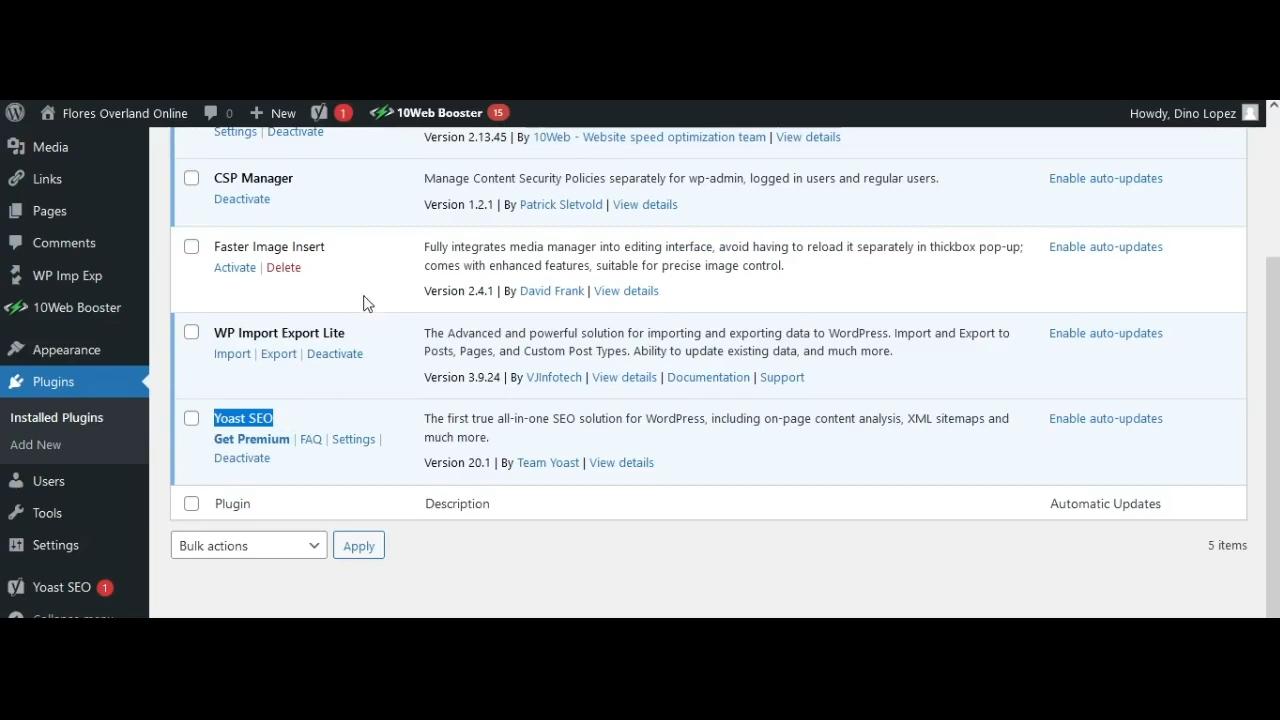 Flores Overland Online 0 New 1 10Web Booster 15 Howdy, Dino Lopez
Media
Links
Pages
Comments
WP Imp Exp
10Web Booster
Appearance
Plugins
Installed Plugins
Add New
Users
Tools
Settings
Yoast SEO 1
Collapse menu
Settings | Deactivate
Version 2.13.45 | By 10Web - Website speed optimization team | View details
CSP Manager
Deactivate
Manage Content Security Policies separately for wp-admin, logged in users and regular users.
Version 1.2.1 | By Patrick Sletvold | View details
Enable auto-updates
Faster Image Insert
Activate | Delete
Fully integrates media manager into editing interface, avoid having to reload it separately in thickbox pop-up;
comes with enhanced features, suitable for precise image control.
Version 2.4.1 | By David Frank | View details
Enable auto-updates
WP Import Export Lite
Import | Export | Deactivate
The Advanced and powerful solution for importing and exporting data to WordPress. Import and Export to
Posts, Pages, and Custom Post Types. Ability to update existing data, and much more.
Version 3.9.24 | By VJInfotech | View details | Documentation | Support
Enable auto-updates
Yoast SEO
Get Premium | FAQ | Settings |
Deactivate
The first true all-in-one SEO solution for WordPress, including on-page content analysis, XML sitemaps and
much more.
Version 20.1 | By Team Yoast | View details
Enable auto-updates
Plugin Description Automatic Updates
Bulk actions Apply 5 items